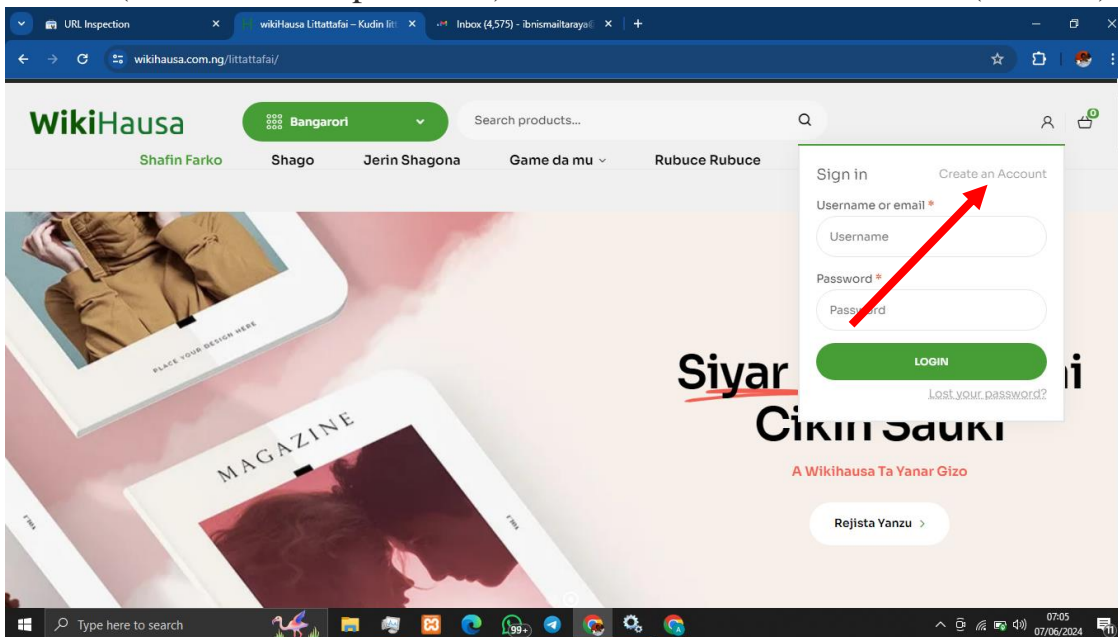 URL Inspection
wikiHausa Littattafai – Kudin litt
Inbox (4,575) - ibnismailtaraya@
wikihausa.com.ng/littattafai/
WikiHausa
Bangarori
Search products...
0
Shafin Farko Shago Jerin Shagona Game da mu Rubuce Rubuce
Sign in Create an Account
Username or email *
Username
Password *
Password
LOGIN
Lost your password?
PLACE YOUR DESIGN HERE
MAGAZINE
Siyar
Cikin Sauki
A Wikihausa Ta Yanar Gizo
Rejista Yanzu >
Type here to search
99+
07:05
07/06/2024